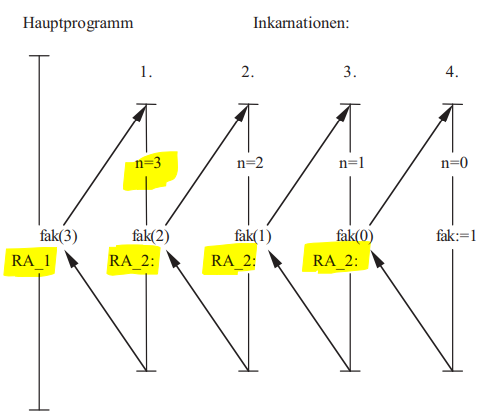 Hauptprogramm Inkarnationen:
1. 2. 3. 4.
n=3 n=2 n=1 n=0
fak(3) fak(2) fak(1) fak(0) fak:=1
RA_1 RA_2: RA_2: RA_2: